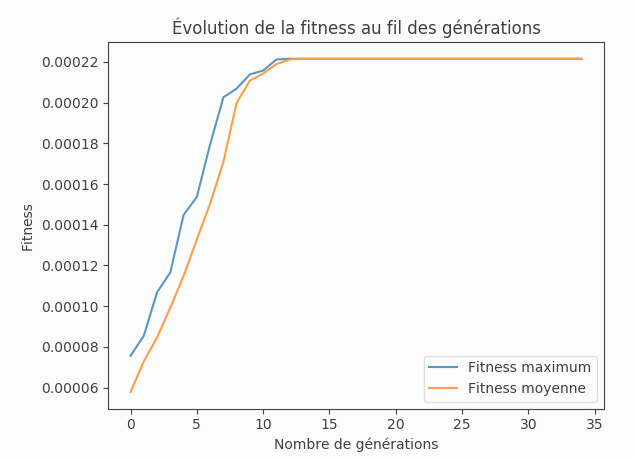 Évolution de la fitness au fil des générations
0.00022
0.00020
0.00018
0.00016
0.00014
0.00012
0.00010
0.00008
0.00006
Fitness
Fitness maximum
Fitness moyenne
0 5 10 15 20 25 30 35
Nombre de générations